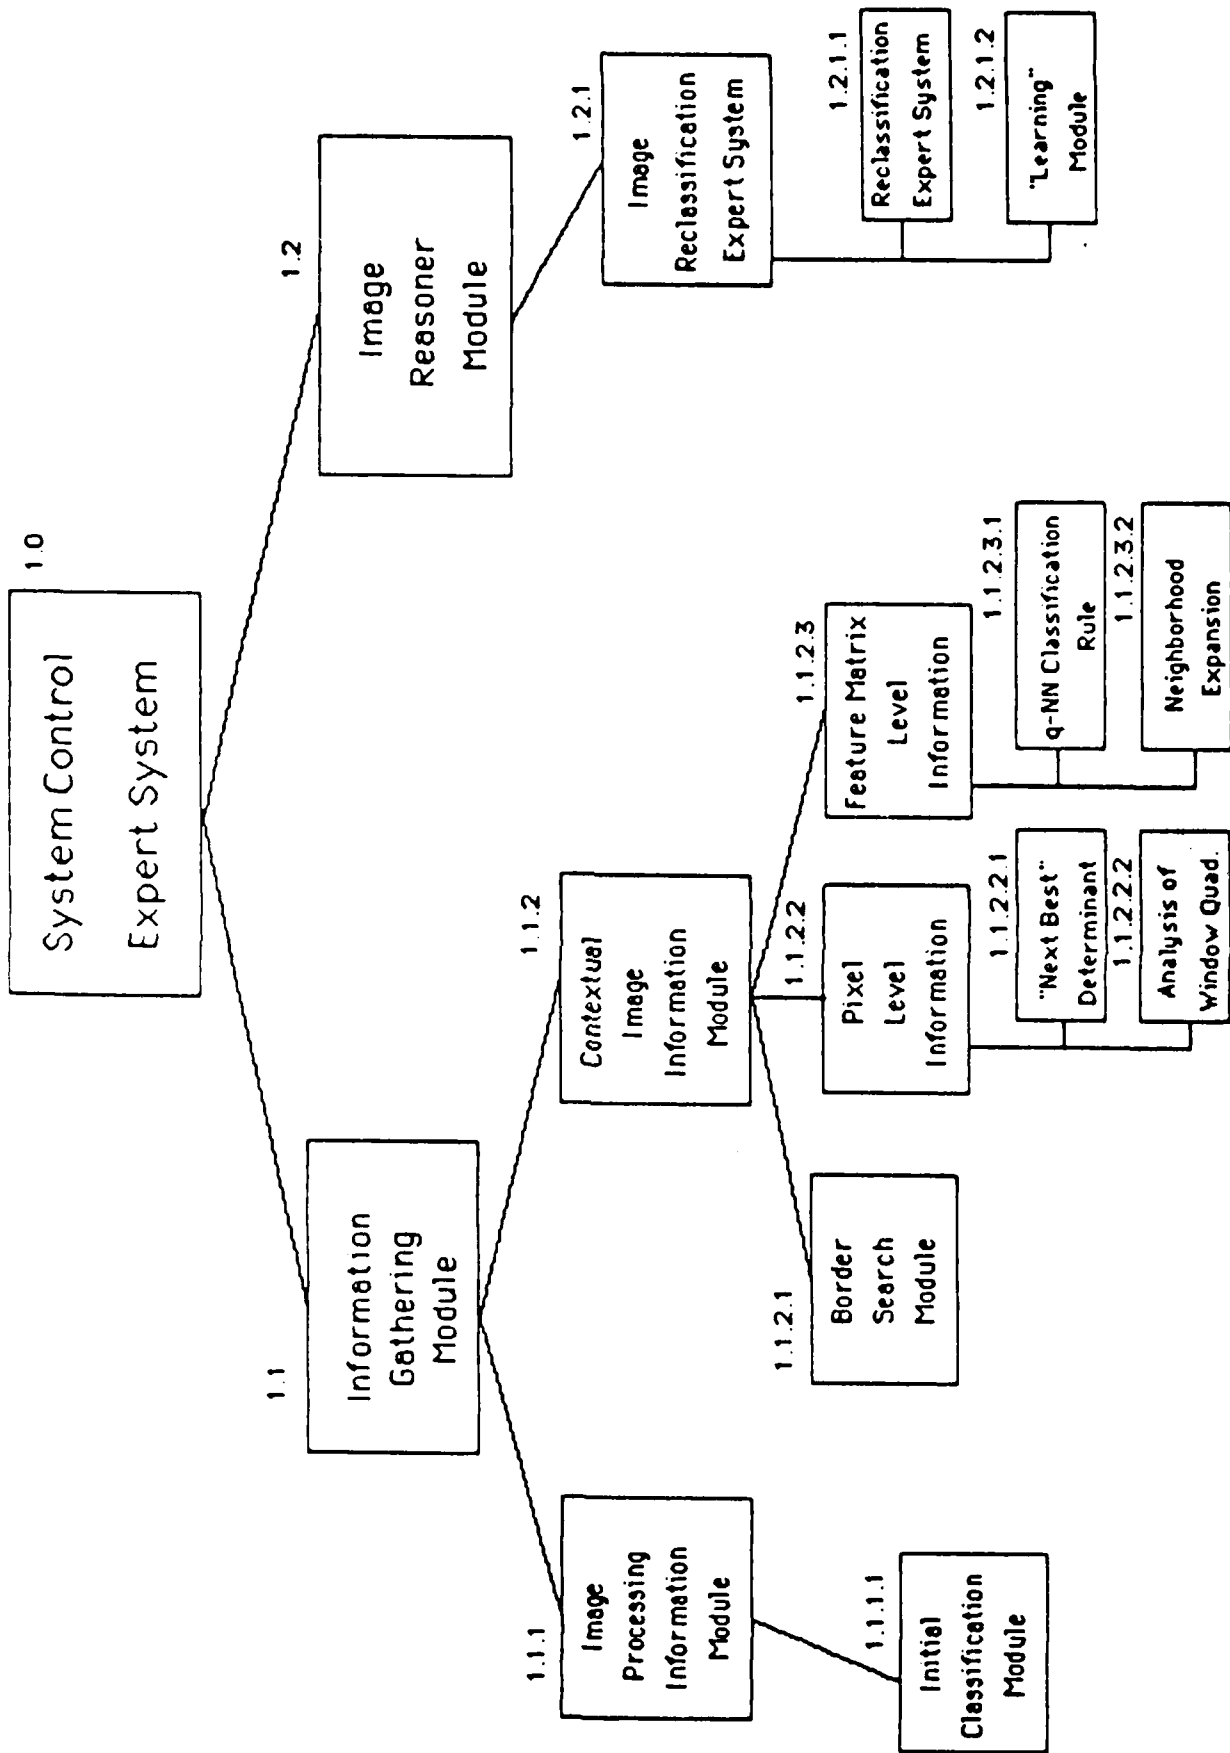 1.0
System Control
Expert System
1.1
Information
Gathering
Module
1.2
Image
Reasoner
Module
1.1.1
Image
Processing
Information
Module
1.1.2
Contextual
Image
Information
Module
1.2.1
Image
Reclassification
Expert System
1.1.1.1
Initial
Classification
Module
1.1.2.1
Border
Search
Module
1.1.2.2
Pixel
Level
Information
1.1.2.3
Feature Matrix
Level
Information
1.2.1.1
Reclassification
Expert System
1.2.1.2
"Learning"
Module
1.1.2.2.1
"Next Best"
Determinant
1.1.2.2.2
Analysis of
Window Quad.
1.1.2.3.1
q-NN Classification
Rule
1.1.2.3.2
Neighborhood
Expansion